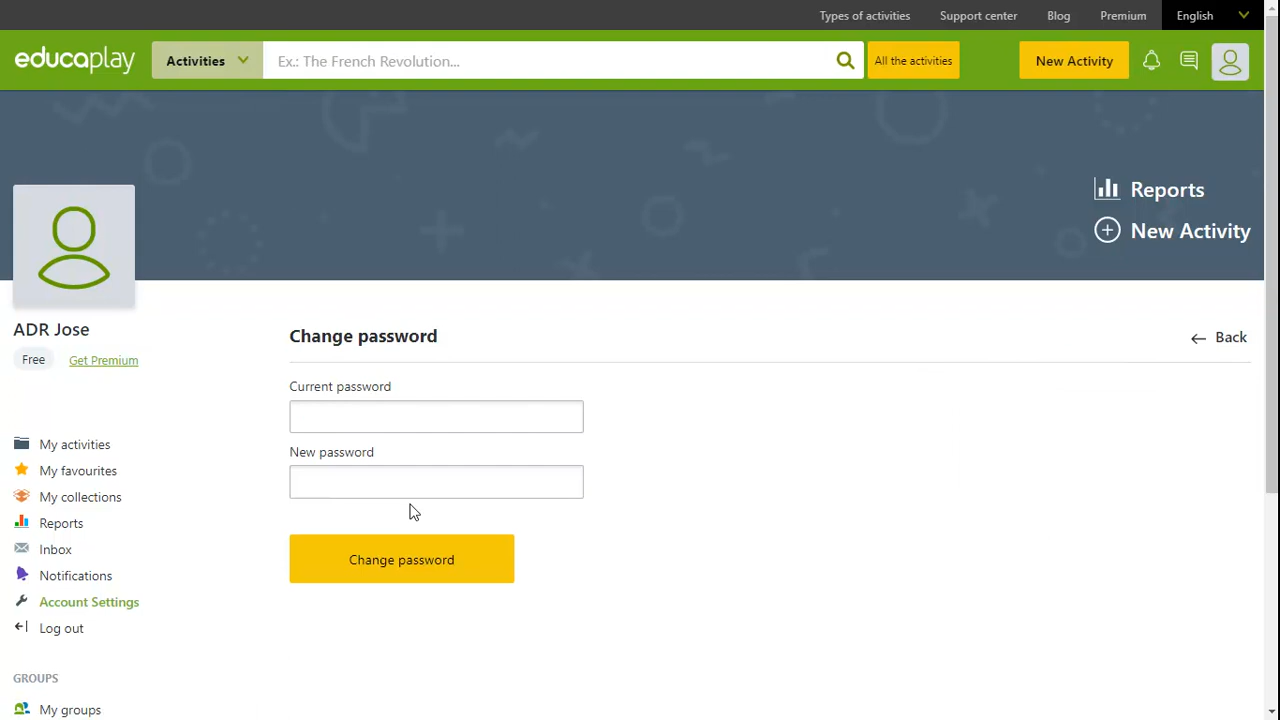 Types of activities Support center Blog Premium English
educaplay Activities Ex.: The French Revolution... All the activities New Activity
Reports
New Activity
ADR Jose
Free Get Premium
Change password Back
Current password
New password
Change password
My activities
My favourites
My collections
Reports
Inbox
Notifications
Account Settings
Log out
GROUPS
My groups